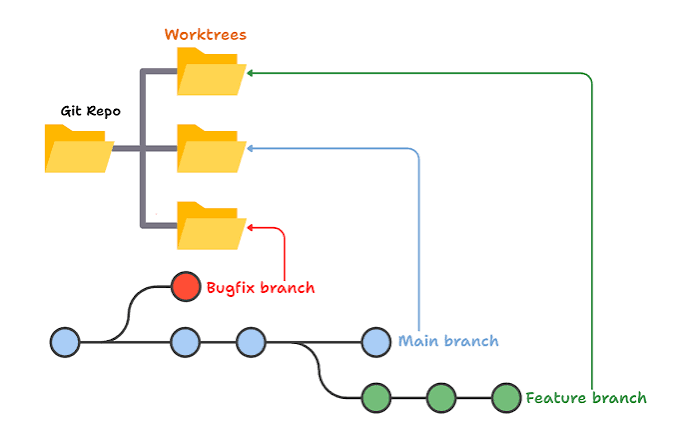 Worktrees
Git Repo
Bugfix branch
Main branch
Feature branch